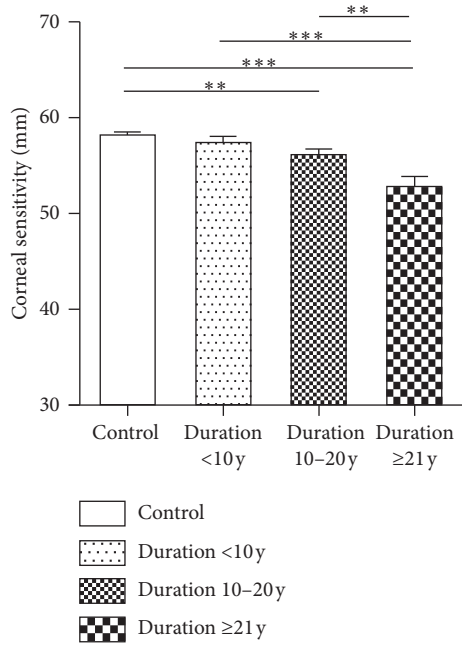 **
***
***
**
70
60
50
40
30
Corneal sensitivity (mm)
Control
Duration <10 y
Duration 10–20 y
Duration ≥21 y
Control
Duration <10 y
Duration 10–20 y
Duration ≥21 y